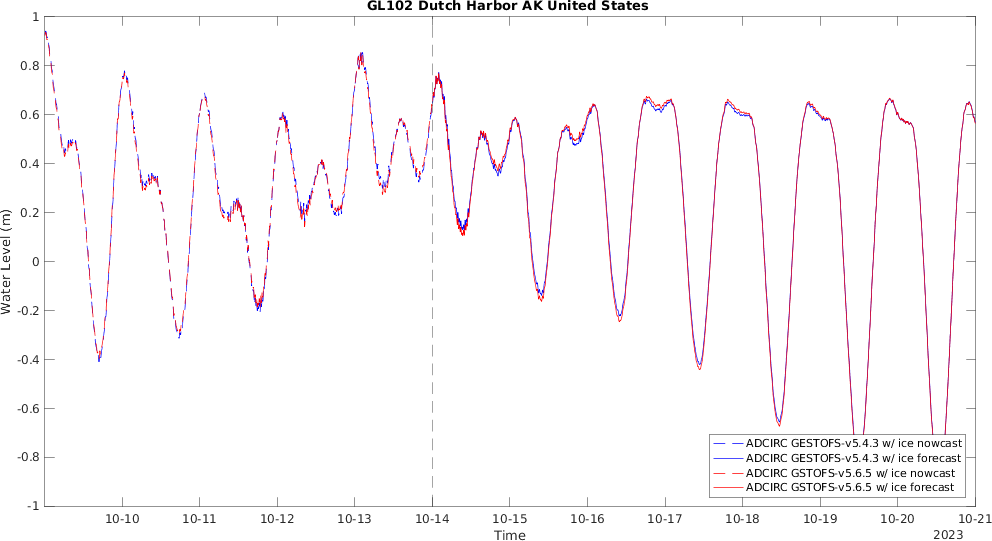 GL102 Dutch Harbor AK United States
1
0.8
0.6
0.4
0.2
0
-0.2
-0.4
-0.6
-0.8
-1
Water Level (m)
ADCIRC GESTOFS-v5.4.3 w/ ice nowcast
ADCIRC GESTOFS-v5.4.3 w/ ice forecast
ADCIRC GSTOFS-v5.6.5 w/ ice nowcast
ADCIRC GSTOFS-v5.6.5 w/ ice forecast
10-10 10-11 10-12 10-13 10-14 10-15 10-16 10-17 10-18 10-19 10-20 10-21
Time
2023